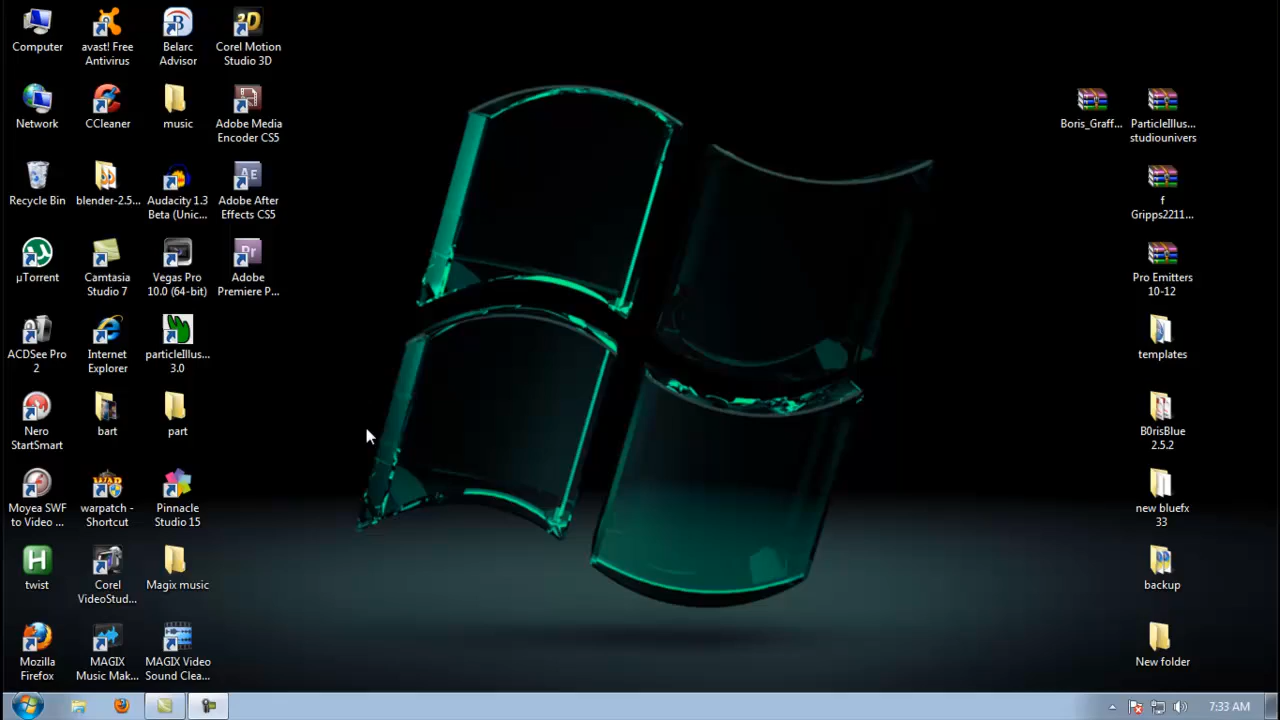 Computer
avast! Free
Antivirus
Belarc
Advisor
Corel Motion
Studio 3D
Network
CCleaner
music
Adobe Media
Encoder CS5
Recycle Bin
blender-2.5...
Audacity 1.3
Beta (Unic...
Adobe After
Effects CS5
µTorrent
Camtasia
Studio 7
Vegas Pro
10.0 (64-bit)
Adobe
Premiere P...
ACDSee Pro
2
Internet
Explorer
particleIllus...
3.0
Nero
StartSmart
bart
part
Moyea SWF
to Video ...
warpatch -
Shortcut
Pinnacle
Studio 15
twist
Corel
VideoStud...
Magix music
Mozilla
Firefox
MAGIX
Music Mak...
MAGIX Video
Sound Clea...
Boris_Graff...
ParticleIllus...
studiounivers
f
Gripps2211...
Pro Emitters
10-12
templates
B0risBlue
2.5.2
new bluefx
33
backup
New folder
7:33 AM